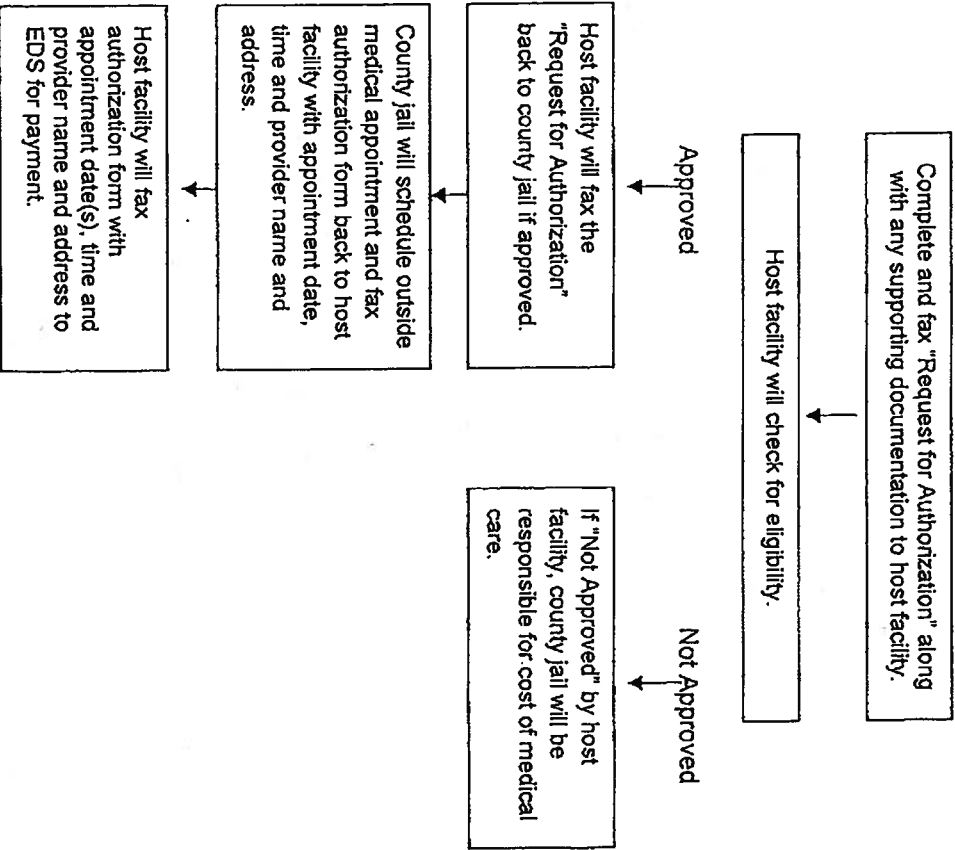 Complete and fax "Request for Authorization" along
with any supporting documentation to host facility.
Host facility will check for eligibility.
Approved
Not Approved
Host facility will fax the
"Request for Authorization"
back to county jail if approved.
If "Not Approved" by host
facility, county jail will be
responsible for cost of medical
care.
County jail will schedule outside
medical appointment and fax
authorization form back to host
facility with appointment date,
time and provider name and
address.
Host facility will fax
authorization form with
appointment date(s), time and
provider name and address to
EDS for payment.